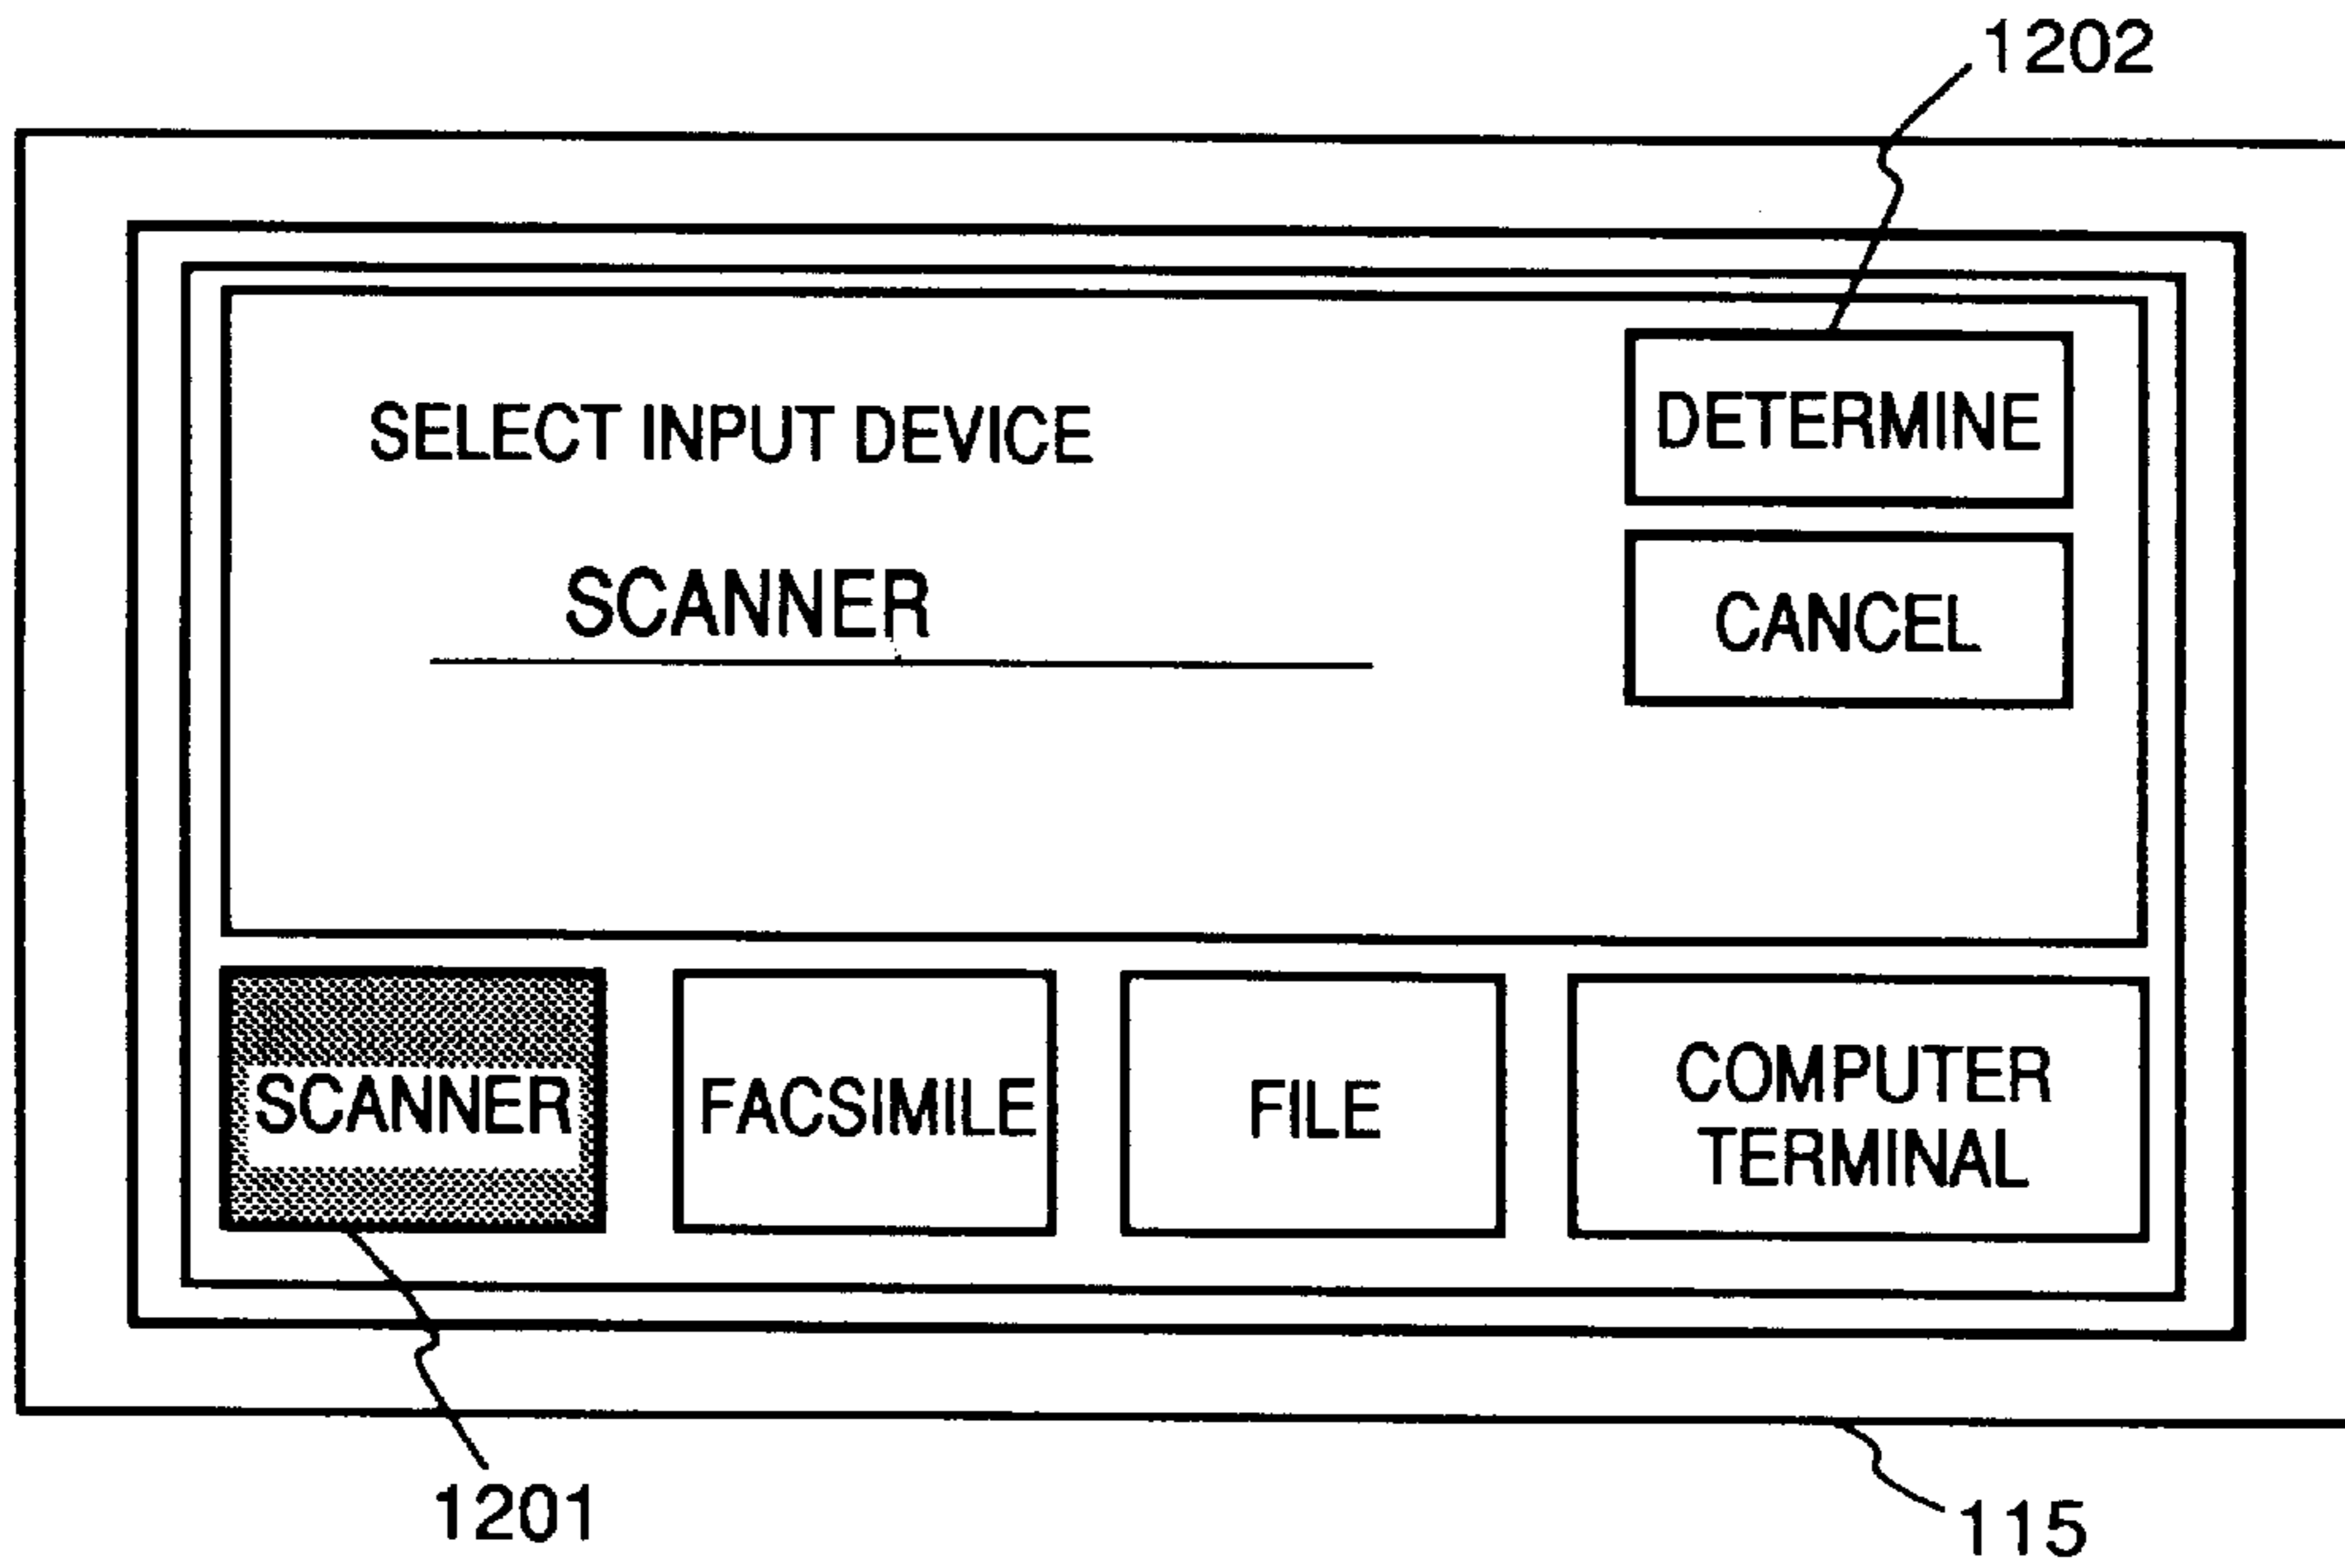 1202
SELECT INPUT DEVICE
DETERMINE
SCANNER
CANCEL
SCANNER
FACSIMILE
FILE
COMPUTER
TERMINAL
1201
115